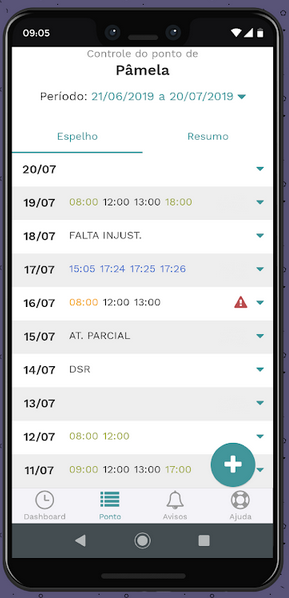 09:05
Controle do ponto de
Pâmela
Período: 21/06/2019 a 20/07/2019
Espelho Resumo
20/07
19/07 08:00 12:00 13:00 18:00
18/07 FALTA INJUST.
17/07 15:05 17:24 17:25 17:26
16/07 08:00 12:00 13:00
15/07 AT. PARCIAL
14/07 DSR
13/07
12/07 08:00 12:00
11/07 09:00 12:00 13:00 17:00
Dashboard Ponto Avisos Ajuda